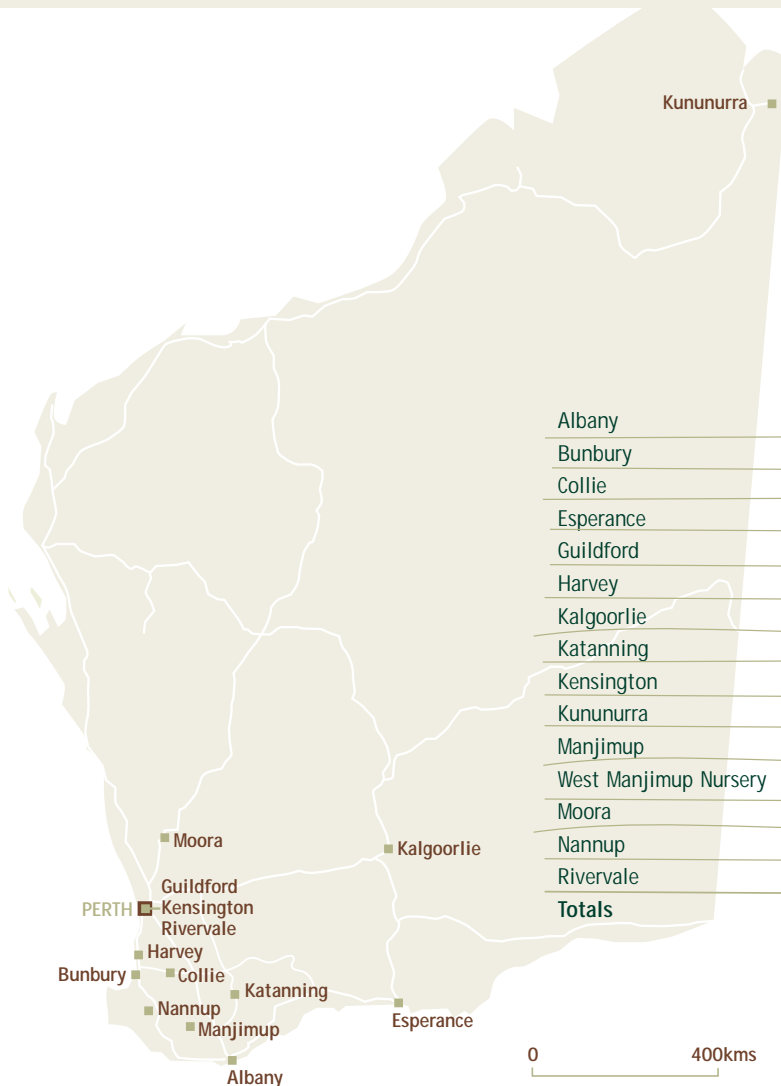 Kununurra
Albany
Bunbury
Collie
Esperance
Guildford
Harvey
Kalgoorlie
Katanning
Kensington
Kununurra
Manjimup
West Manjimup Nursery
Moora
Nannup
Rivervale
Totals
Moora
Kalgoorlie
Guildford
PERTH Kensington
Rivervale
Harvey
Bunbury
Collie
Katanning
Nannup
Manjimup
Esperance
Albany
0 400kms